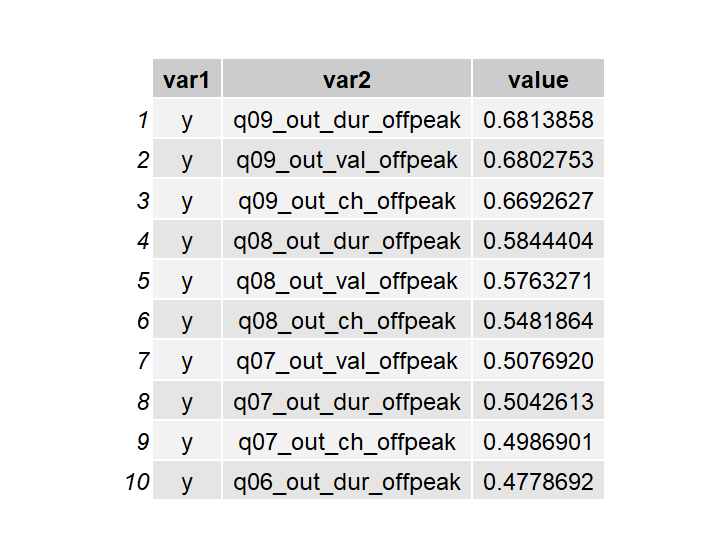 var1 var2 value
1 y q09_out_dur_offpeak 0.6813858
2 y q09_out_val_offpeak 0.6802753
3 y q09_out_ch_offpeak 0.6692627
4 y q08_out_dur_offpeak 0.5844404
5 y q08_out_val_offpeak 0.5763271
6 y q08_out_ch_offpeak 0.5481864
7 y q07_out_val_offpeak 0.5076920
8 y q07_out_dur_offpeak 0.5042613
9 y q07_out_ch_offpeak 0.4986901
10 y q06_out_dur_offpeak 0.4778692